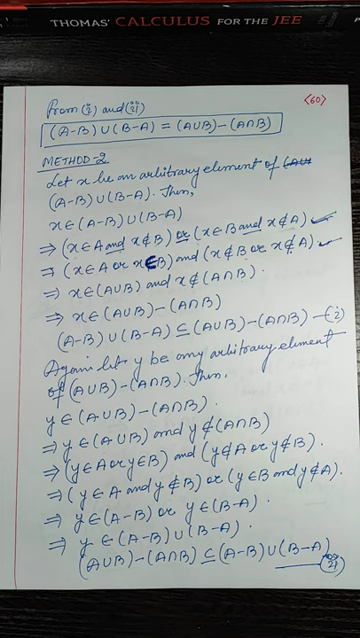 THOMAS' CALCULUS FOR THE JEE
From (i) and (ii) <60>
(A-B)∪(B-A) = (A∪B)-(A∩B)
METHOD-2
Let x be an arbitrary element of
(A-B)∪(B-A). Then,
x∈(A-B)∪(B-A)
⇒ (x∈A and x∉B) or (x∈B and x∉A) ✓
⇒ (x∈A or x∈B) and (x∉B or x∉A) ✓
⇒ x∈(A∪B) and x∉(A∩B).
⇒ x∈(A∪B)-(A∩B)
(A-B)∪(B-A) ⊆ (A∪B)-(A∩B) —(i)
Again let y be any arbitrary element
of (A∪B)-(A∩B). Then.
y∈(A∪B)-(A∩B).
⇒ y∈(A∪B) and y∉(A∩B)
⇒ (y∈A or y∈B) and (y∉A or y∉B).
⇒ (y∈A and y∉B) or (y∈B and y∉A).
⇒ y∈(A-B) or y∈(B-A).
⇒ y∈(A-B)∪(B-A).
(A∪B)-(A∩B) ⊆ (A-B)∪(B-A)
—(ii)